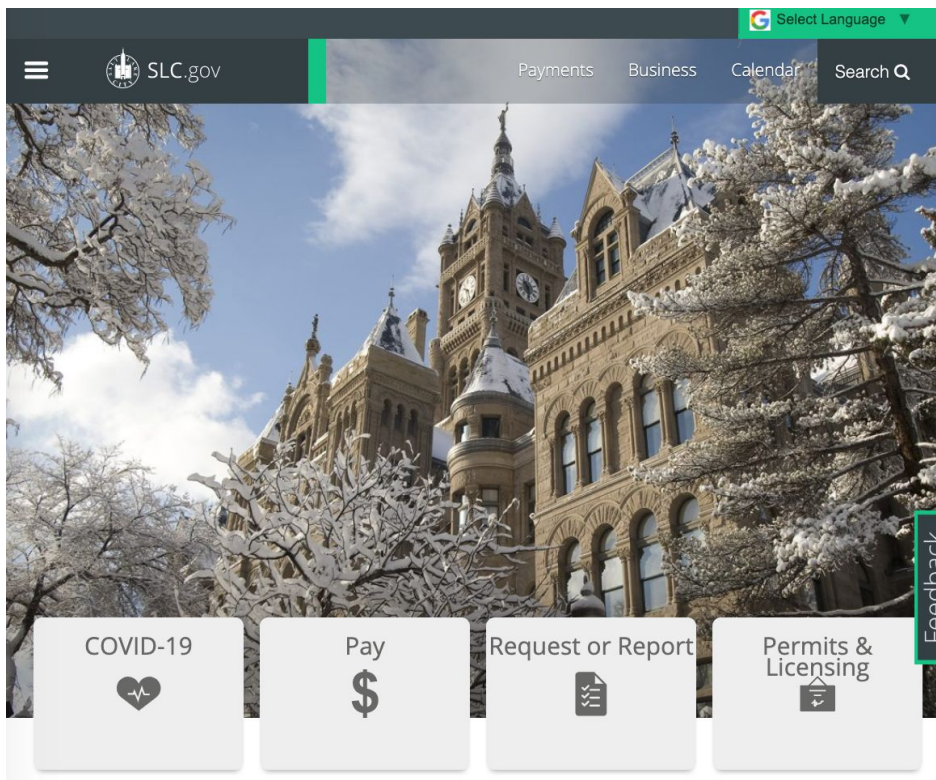 Select Language ▼
SLC.gov
Payments Business Calendar Search
COVID-19
Pay
$
Request or Report
Permits &
Licensing
Feedback